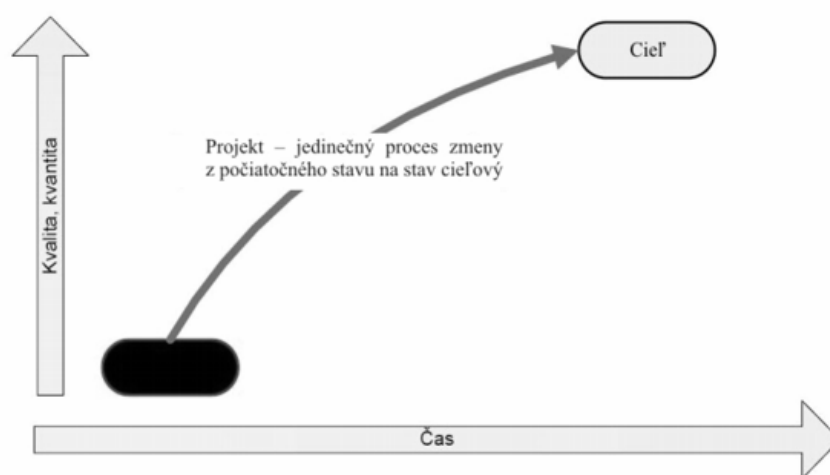 Cieľ
Projekt – jedinečný proces zmeny
z počiatočného stavu na stav cieľový
Kvalita, kvantita
Čas